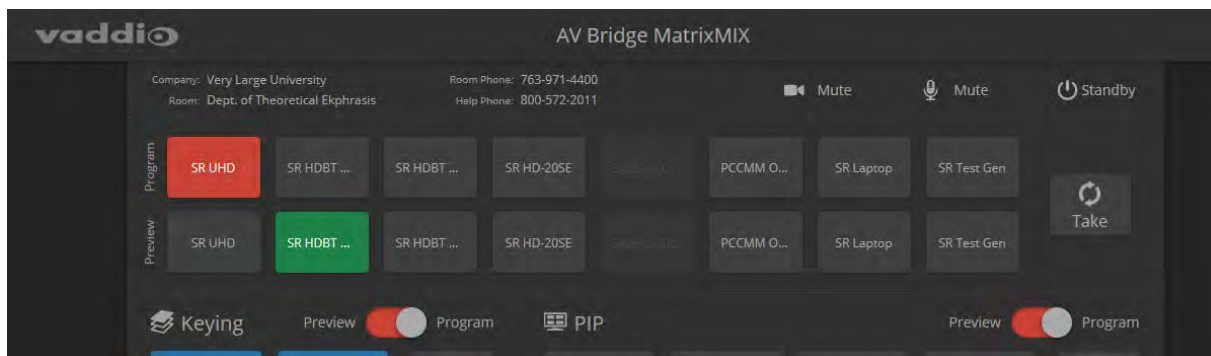 vaddio
AV Bridge MatrixMIX
Company: Very Large University
Room: Dept. of Theoretical Ekphrasis
Room Phone: 763-971-4400
Help Phone: 800-572-2011
Mute
Mute
Standby
Program
SR UHD
SR HDBT ...
SR HDBT ...
SR HD-20SE
PCCMM O...
SR Laptop
SR Test Gen
Take
Preview
SR UHD
SR HDBT ...
SR HDBT ...
SR HD-20SE
PCCMM O...
SR Laptop
SR Test Gen
Keying
Preview
Program
PIP
Preview
Program